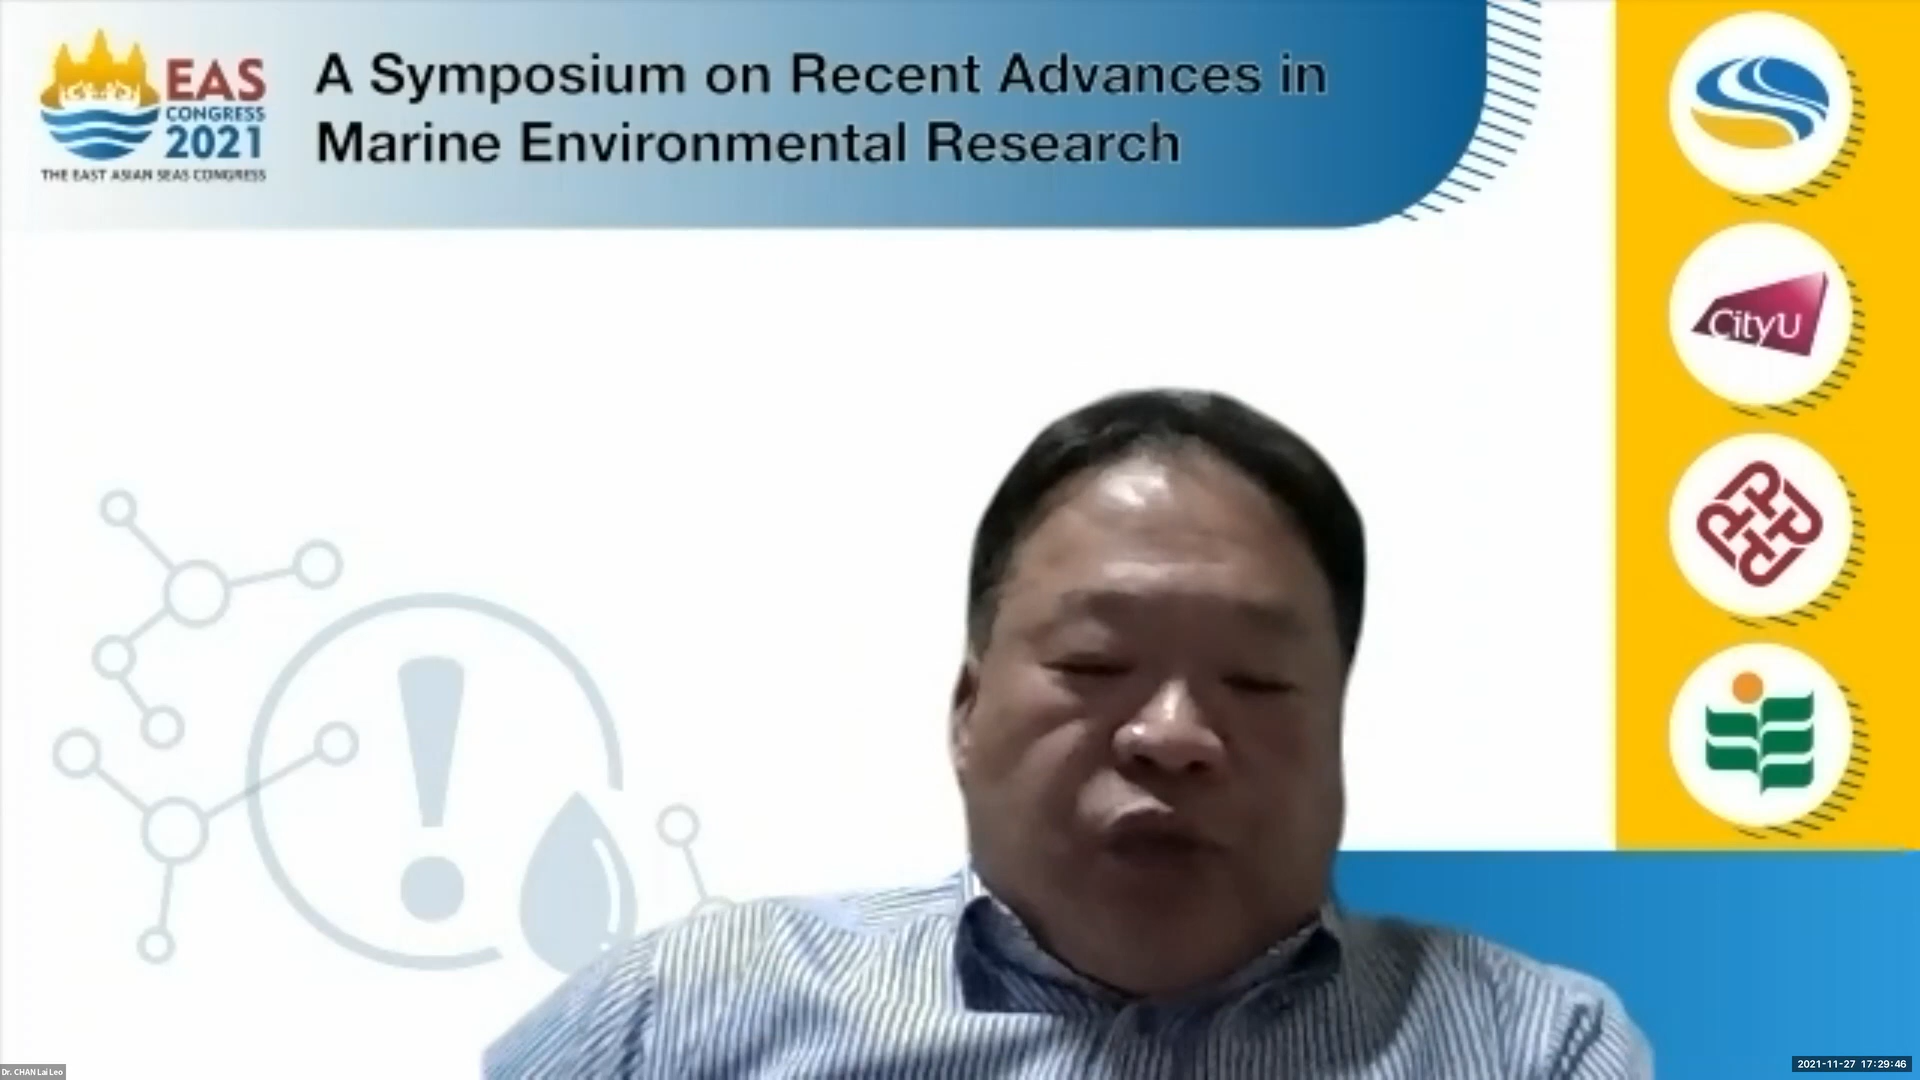 EAS
CONGRESS
2021
THE EAST ASIAN SEAS CONGRESS
A Symposium on Recent Advances in
Marine Environmental Research
CityU
Dr. CHAN Lai Leo
2021-11-27 17:29:46